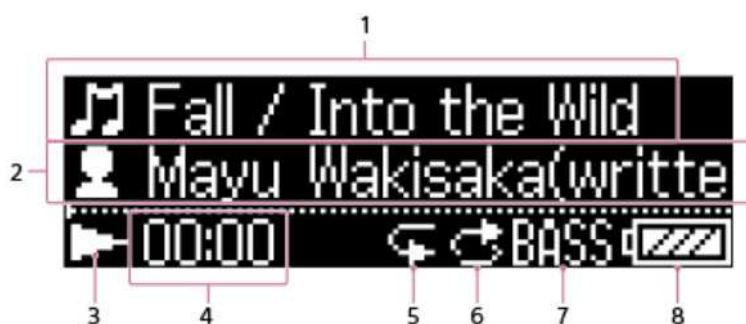 1
Fall / Into the Wild
2
Mayu Wakisaka(writte
00:00 BASS
3 4 5 6 7 8